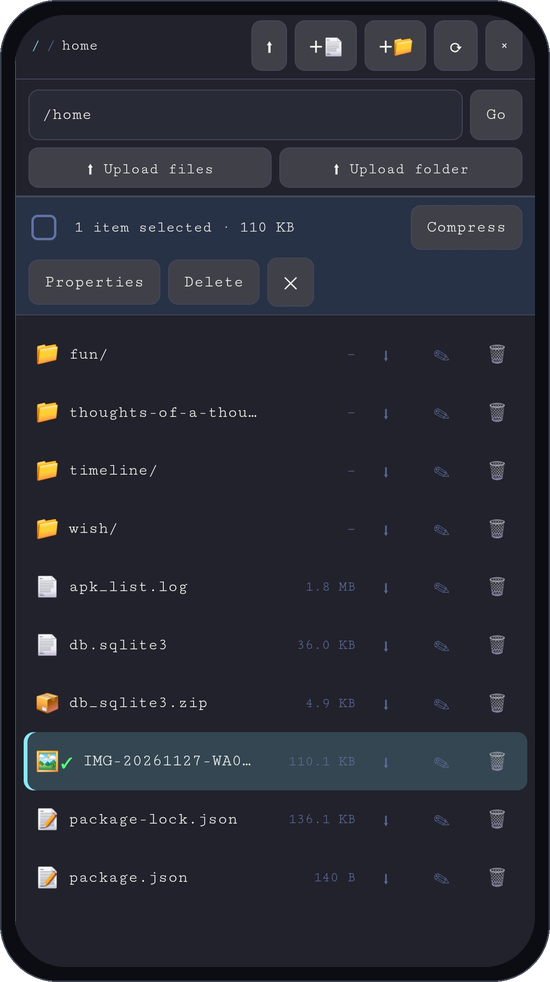 / / home
/home Go
⬆ Upload files ⬆ Upload folder
1 item selected · 110 KB Compress
Properties Delete ✕
fun/ —
thoughts-of-a-thou… —
timeline/ —
wish/ —
apk_list.log 1.8 MB
db.sqlite3 36.0 KB
db_sqlite3.zip 4.9 KB
IMG-20261127-WA0… 110.1 KB
package-lock.json 136.1 KB
package.json 140 B